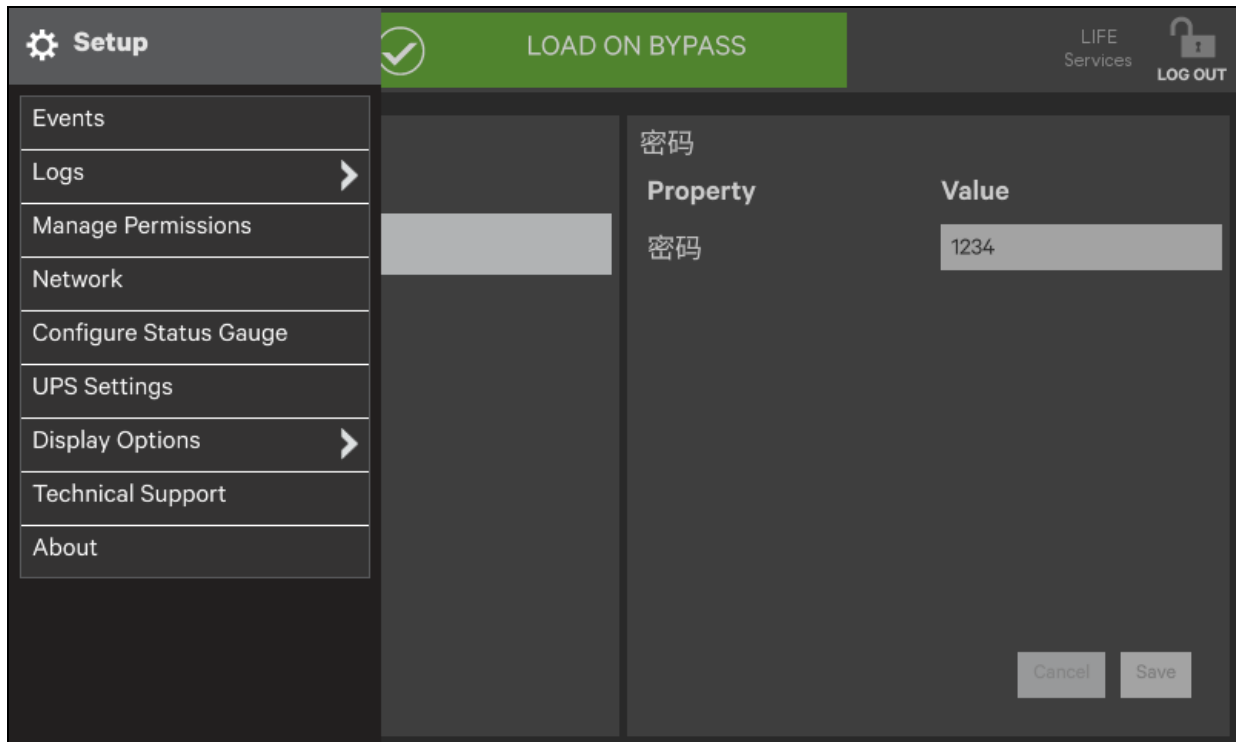 Setup
LOAD ON BYPASS
LIFE
Services
LOG OUT
Events
Logs
Manage Permissions
Network
Configure Status Gauge
UPS Settings
Display Options
Technical Support
About
密码
Property Value
密码 1234
Cancel Save